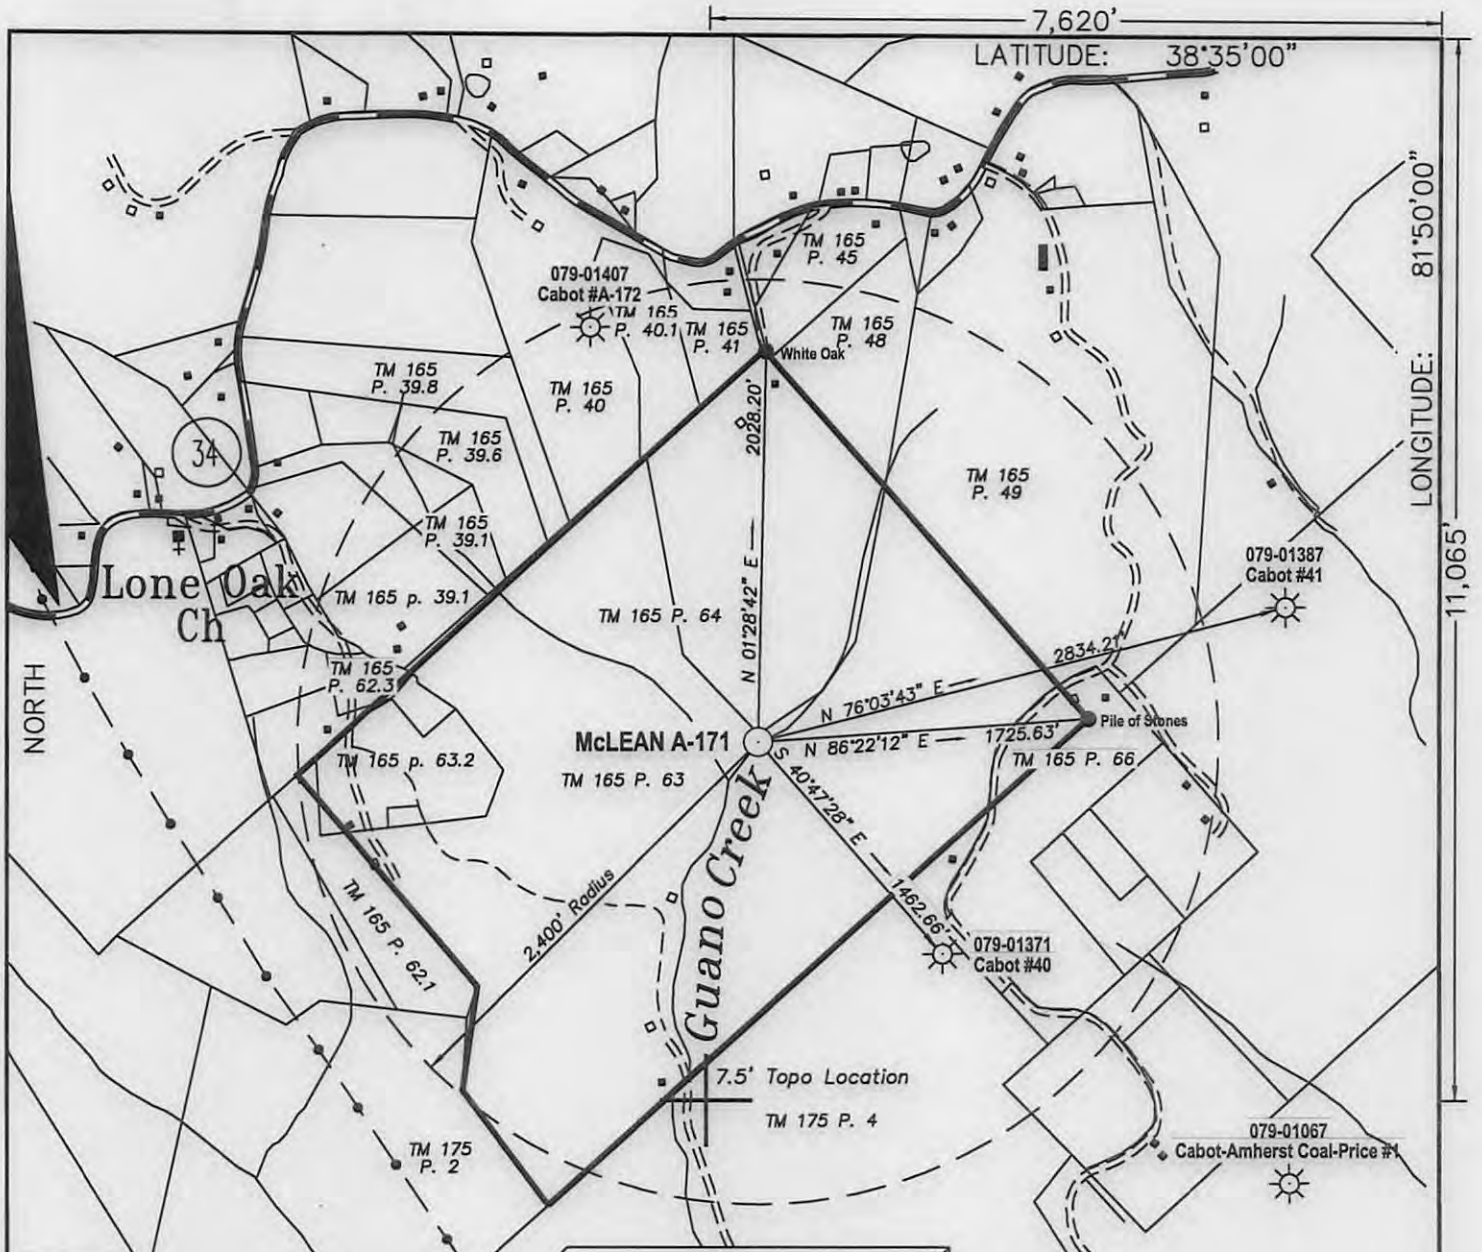 7,620'
LATITUDE: 38°35'00"
LONGITUDE: 81°50'00"
11,065'
TM 165
P. 45
079-01407
Cabot #A-172
TM 165
P. 40.1
TM 165
P. 41
TM 165
P. 48
White Oak
TM 165
P. 39.8
TM 165
P. 40
34
TM 165
P. 39.6
2028.20'
TM 165
P. 49
TM 165
P. 39.1
079-01387
Cabot #41
Lone Oak
Ch
TM 165 p. 39.1
TM 165 P. 64
N 01°28'42" E
NORTH
TM 165
P. 62.3
2834.21'
N 76°03'43" E
McLEAN A-171
N 86°22'12" E
1725.63'
Pile of Stones
TM 165 p. 63.2
TM 165 P. 63
TM 165 P. 66
S 40°47'28" E
1462.66'
Guano Creek
2,400' Radius
TM 165 P. 62.1
079-01371
Cabot #40
7.5' Topo Location
TM 175 P. 4
TM 175
P. 2
079-01067
Cabot-Amherst Coal-Price #1